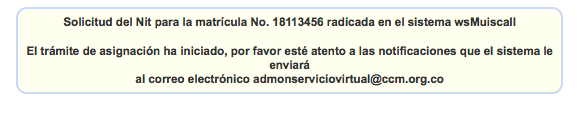 Solicitud del Nit para la matrícula No. 18113456 radicada en el sistema wsMuiscaII
El trámite de asignación ha iniciado, por favor esté atento a las notificaciones que el sistema le
enviará
al correo electrónico admonserviciovirtual@ccm.org.co